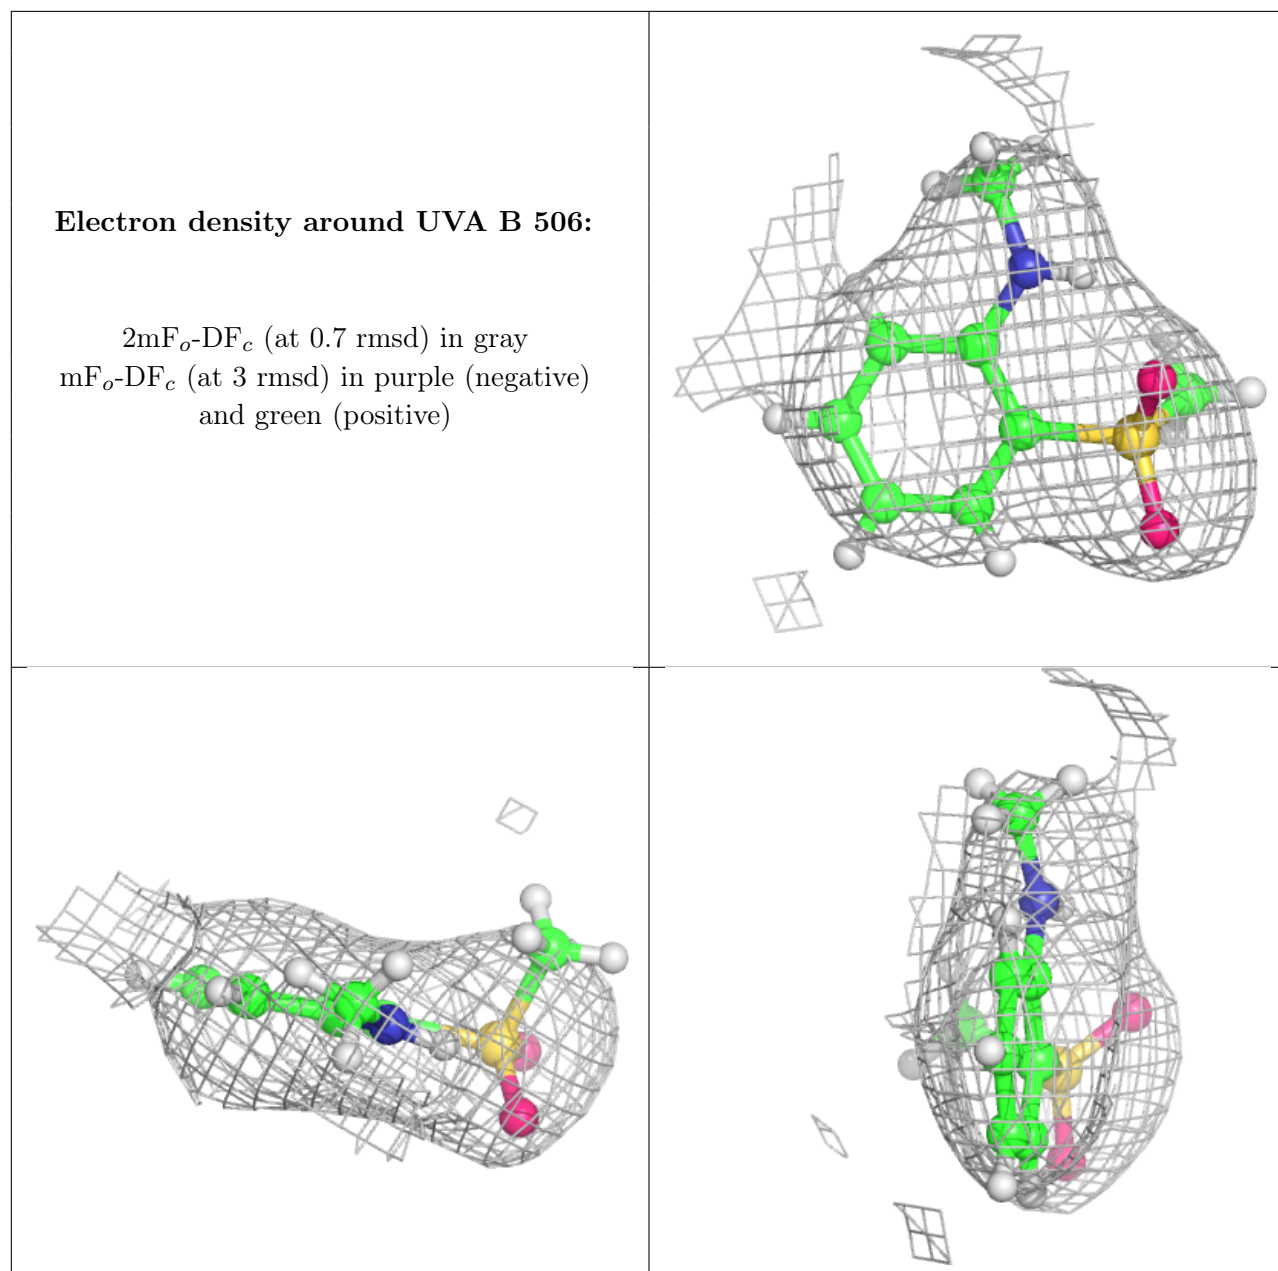 Electron density around UVA B 506:
2mFo-DFc (at 0.7 rmsd) in gray
mFo-DFc (at 3 rmsd) in purple (negative)
and green (positive)